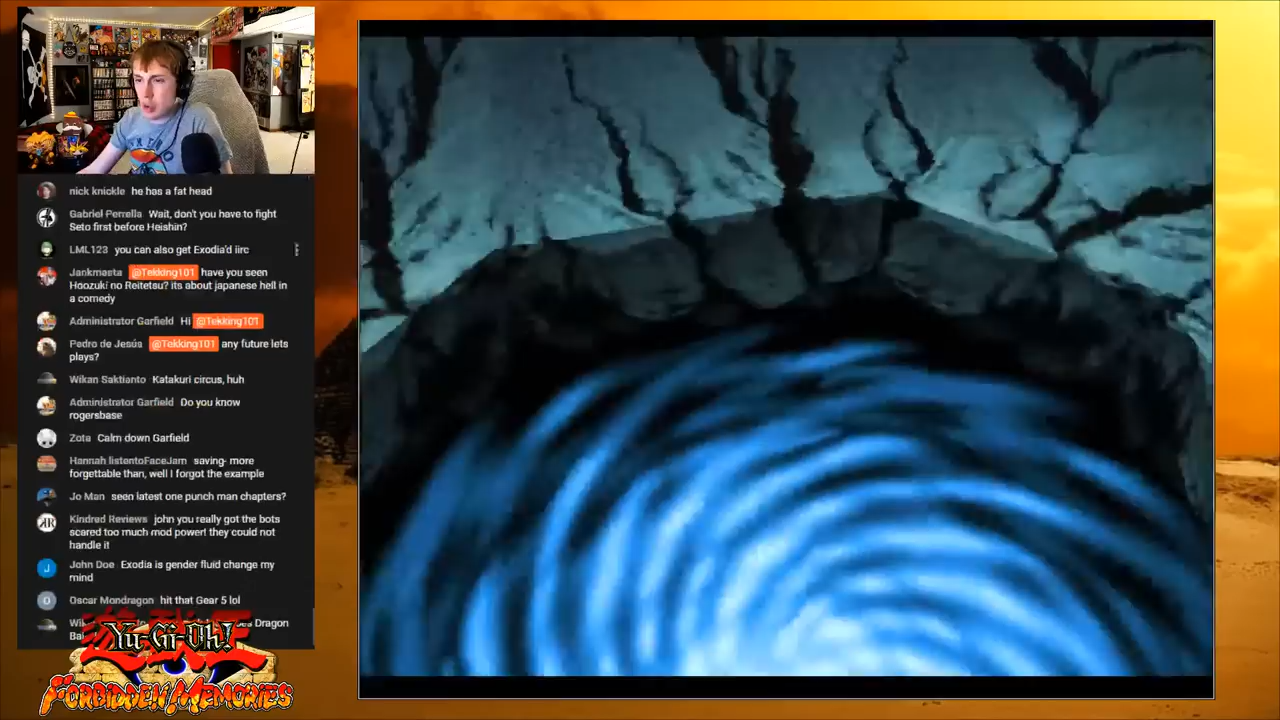 nick knickle he has a fat head
Gabriel Perrella Wait, don't you have to fight
Seto first before Heishin?
LML123 you can also get Exodia'd iirc
Jankmasta @Tekking101 have you seen
Hoozuki no Reitetsu? its about japanese hell in
a comedy
Administrator Garfield Hi @Tekking101
Pedro de Jesús @Tekking101 any future lets
plays?
Wikan Saktianto Katakuri circus, huh
Administrator Garfield Do you know
rogersbase
Zota Calm down Garfield
Hannah listentoFaceJam saving- more
forgettable than, well I forgot the example
Jo Man seen latest one punch man chapters?
Kindred Reviews john you really got the bots
scared too much mod power! they could not
handle it
John Doe Exodia is gender fluid change my
mind
Oscar Mondragon hit that Gear 5 lol
Dragon
Yu-Gi-Oh!
Forbidden Memories